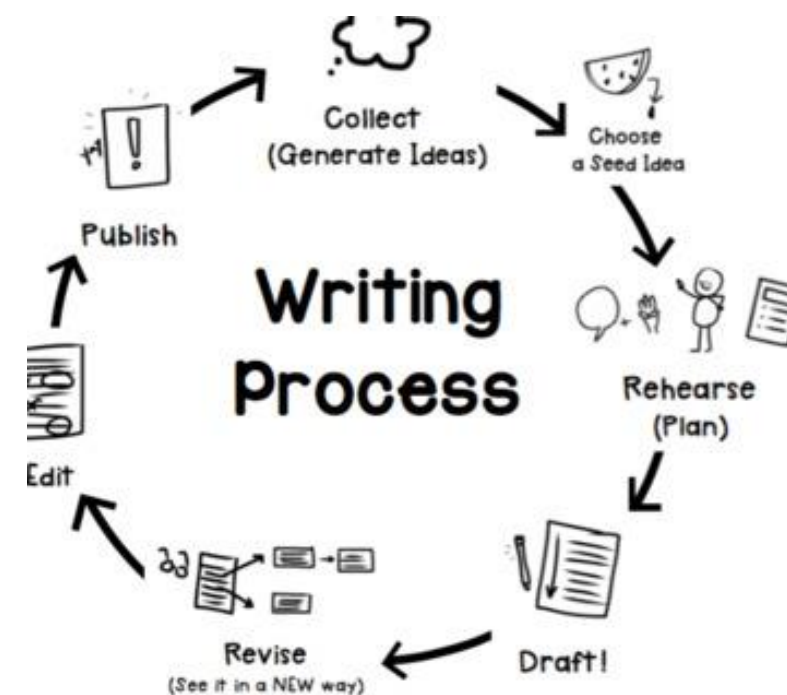 Collect
(Generate Ideas)
Choose
a Seed Idea
Rehearse
(Plan)
Draft!
Revise
(See it in a NEW way)
Edit
Publish
Writing
Process